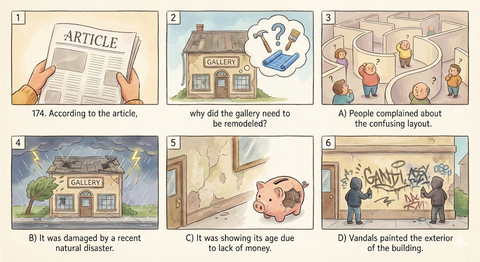 1
ARTICLE
174. According to the article,
2
GALLERY
?
why did the gallery need to
be remodeled?
3
? ? ? ? ?
A) People complained about
the confusing layout.
4
GALLERY
B) It was damaged by a recent
natural disaster.
5
C) It was showing its age due
to lack of money.
6
D) Vandals painted the exterior
of the building.